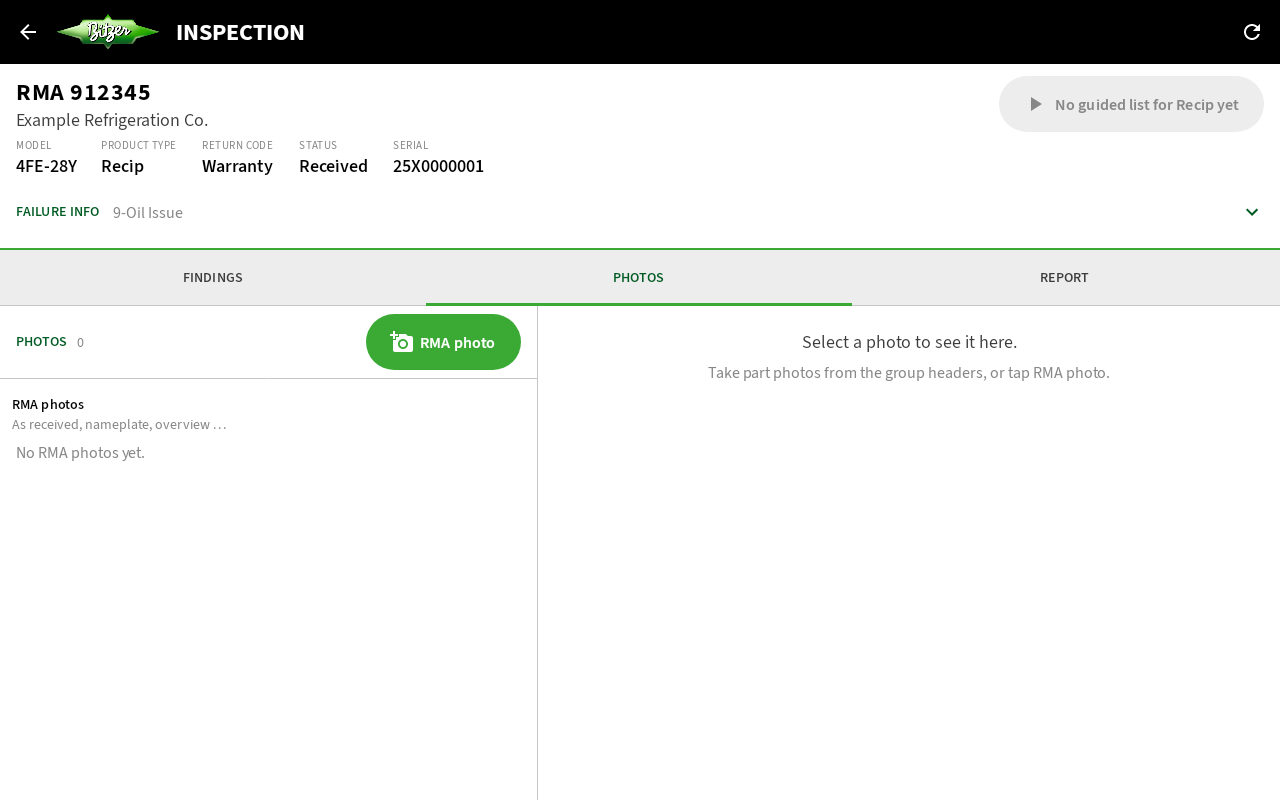 Bitzer
INSPECTION
RMA 912345
No guided list for Recip yet
Example Refrigeration Co.
MODEL PRODUCT TYPE RETURN CODE STATUS SERIAL
4FE-28Y Recip Warranty Received 25X0000001
FAILURE INFO 9-Oil Issue
FINDINGS PHOTOS REPORT
PHOTOS 0 RMA photo
Select a photo to see it here.
Take part photos from the group headers, or tap RMA photo.
RMA photos
As received, nameplate, overview …
No RMA photos yet.